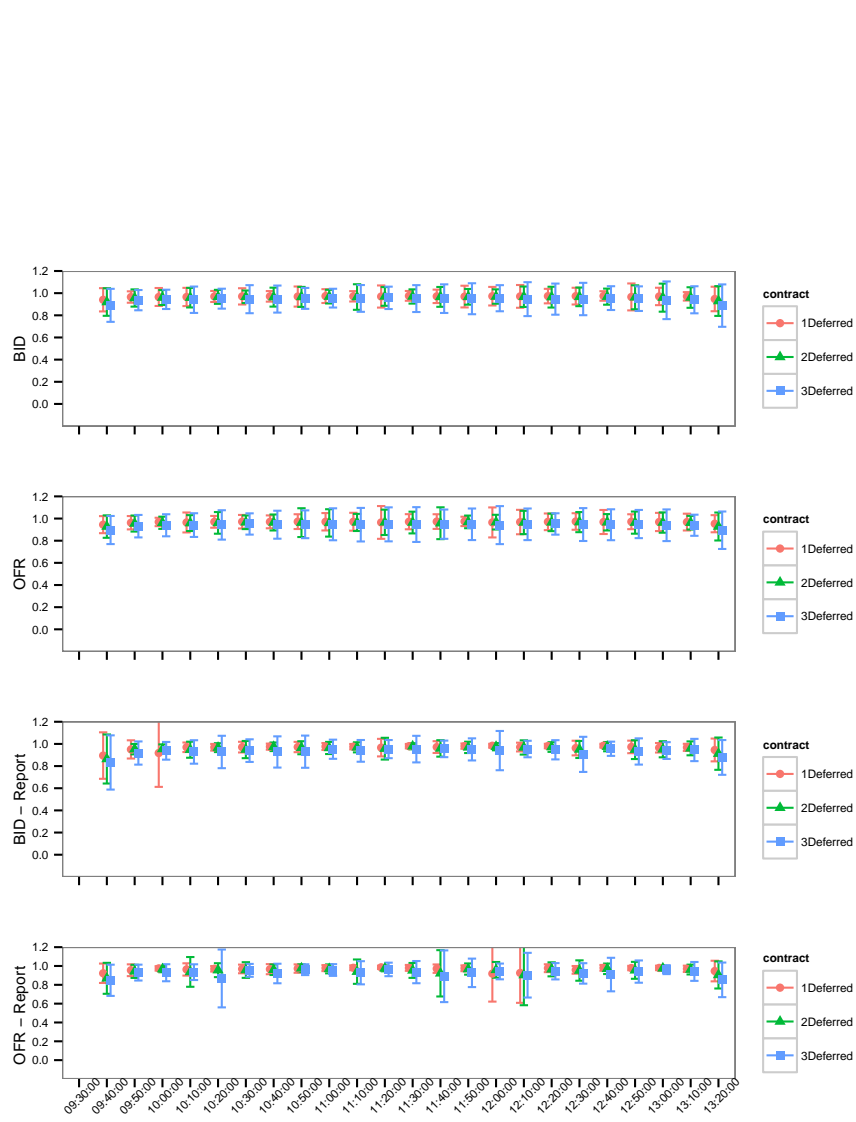 1.2
1.0
0.8
0.6
0.4
0.2
0.0
BID
contract
1Deferred
2Deferred
3Deferred
1.2
1.0
0.8
0.6
0.4
0.2
0.0
OFR
contract
1Deferred
2Deferred
3Deferred
1.2
1.0
0.8
0.6
0.4
0.2
0.0
BID − Report
contract
1Deferred
2Deferred
3Deferred
1.2
1.0
0.8
0.6
0.4
0.2
0.0
OFR − Report
contract
1Deferred
2Deferred
3Deferred
09:30:00
09:40:00
09:50:00
10:00:00
10:10:00
10:20:00
10:30:00
10:40:00
10:50:00
11:00:00
11:10:00
11:20:00
11:30:00
11:40:00
11:50:00
12:00:00
12:10:00
12:20:00
12:30:00
12:40:00
12:50:00
13:00:00
13:10:00
13:20:00